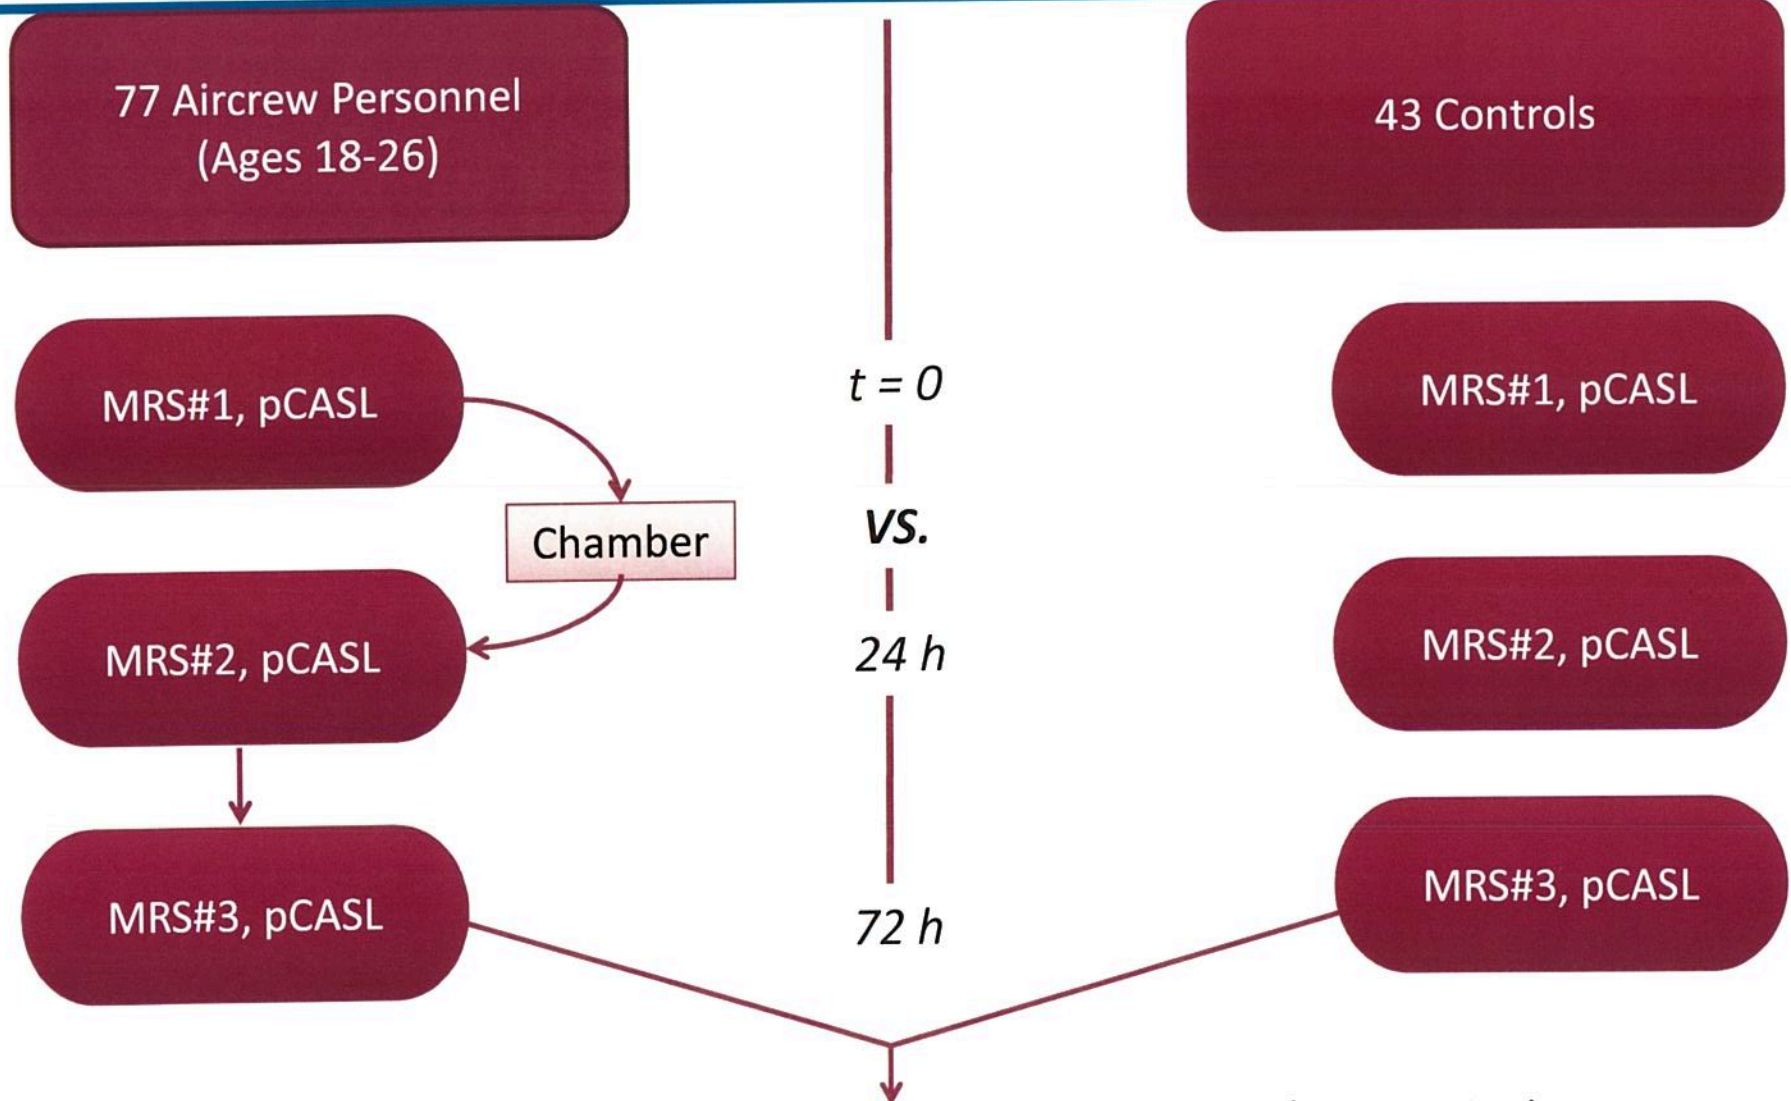 77 Aircrew Personnel
(Ages 18-26)
43 Controls
MRS#1, pCASL
t = 0
MRS#1, pCASL
Chamber
VS.
MRS#2, pCASL
24 h
MRS#2, pCASL
MRS#3, pCASL
72 h
MRS#3, pCASL